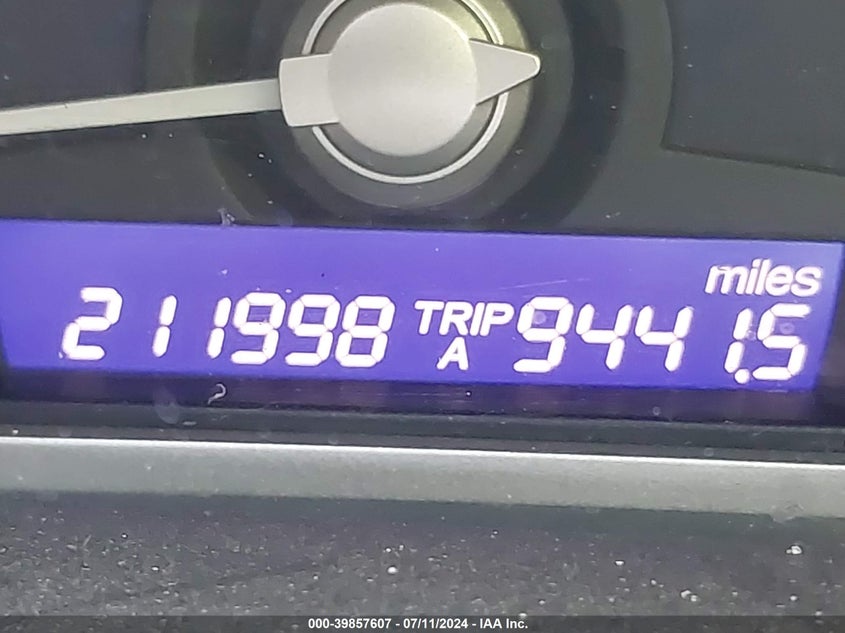 miles
211998 TRIP A 9441.5
000-39857607 - 07/11/2024 - IAA Inc.